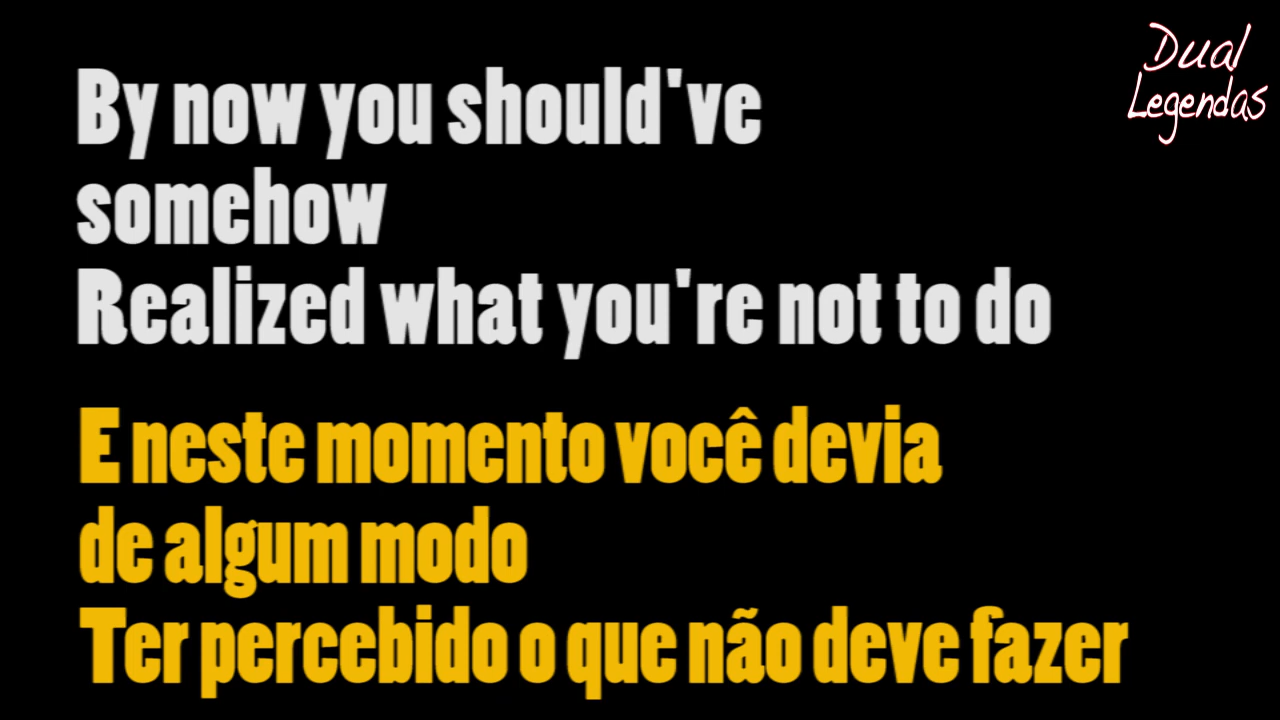 Dual
Legendas
By now you should've
somehow
Realized what you're not to do
E neste momento você devia
de algum modo
Ter percebido o que não deve fazer